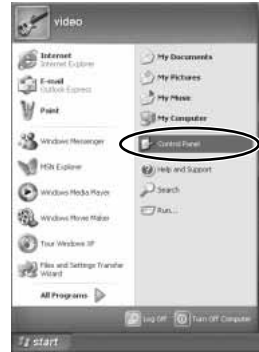 video
Internet
Internet Explorer
E-mail
Outlook Express
Paint
Windows Messenger
MSN Explorer
Windows Media Player
Windows Movie Maker
Tour Windows XP
Files and Settings Transfer
Wizard
All Programs
My Documents
My Pictures
My Music
My Computer
Control Panel
Help and Support
Search
Run...
Log Off
Turn Off Computer
start